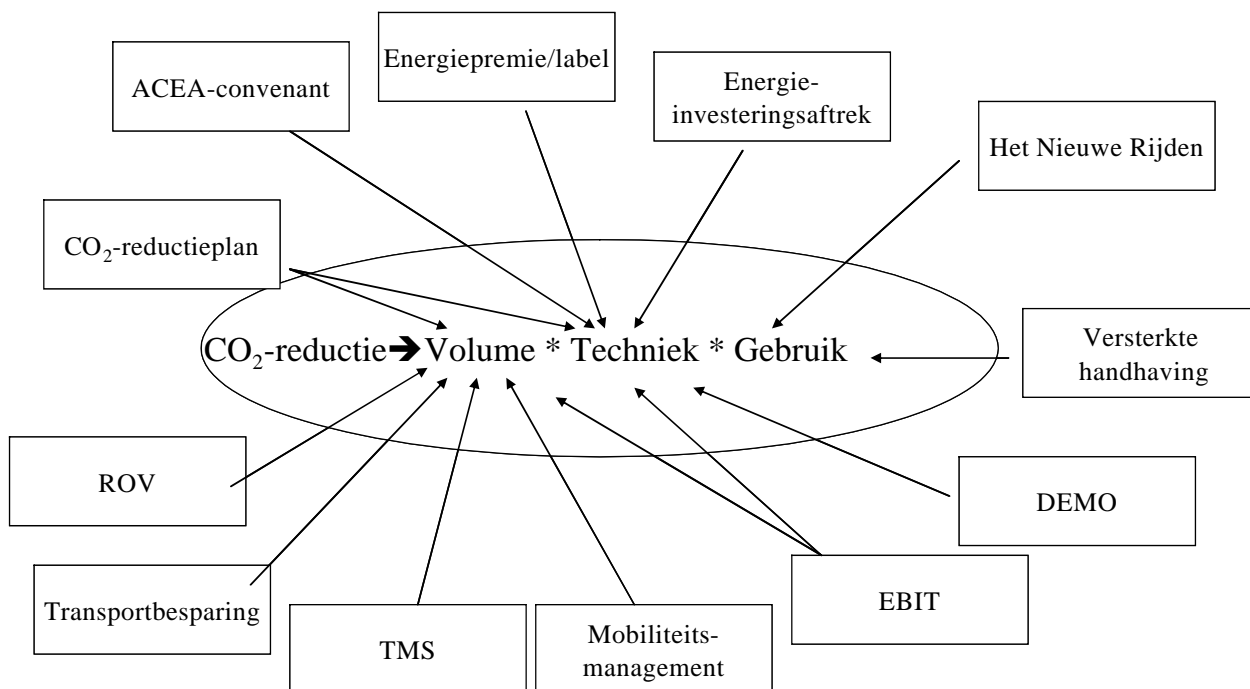 Energiepremie/label
ACEA-convenant
Energie-
investeringsaftrek
Het Nieuwe Rijden
CO₂-reductieplan
CO₂-reductie➔Volume * Techniek * Gebruik
Versterkte
handhaving
ROV
DEMO
Transportbesparing
EBIT
TMS
Mobiliteits-
management